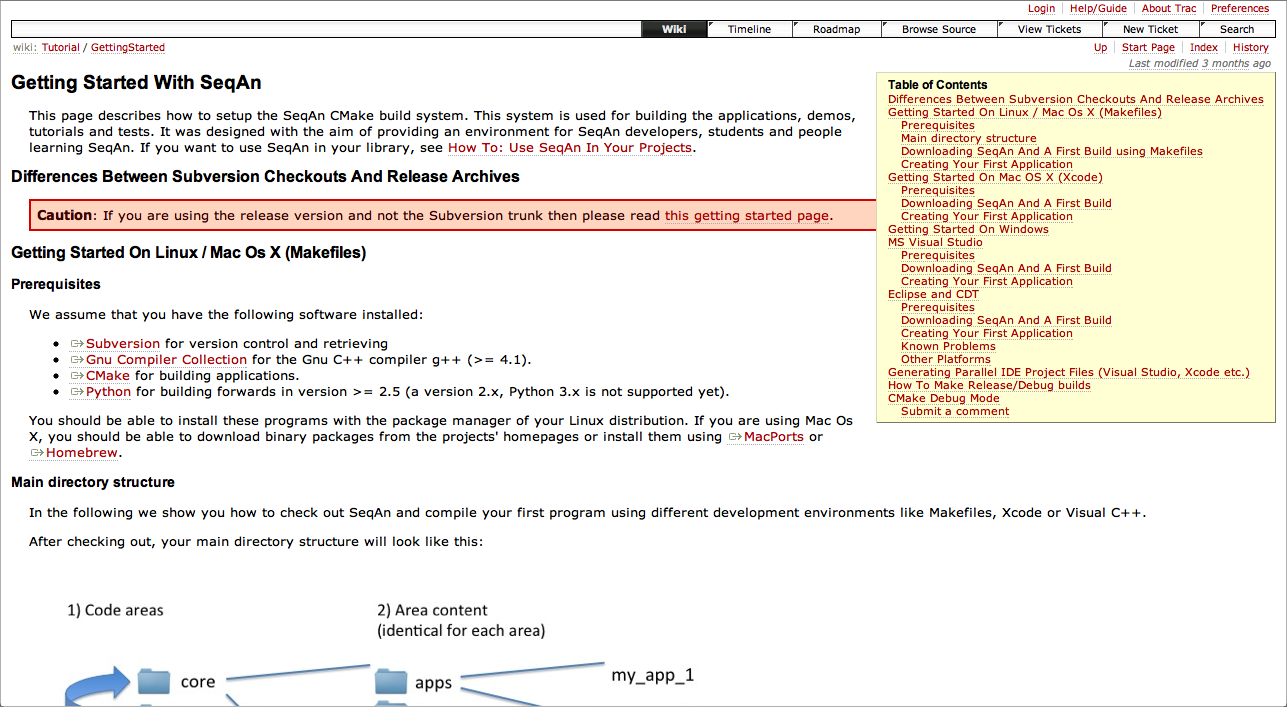 Login Help/Guide About Trac Preferences
Wiki Timeline Roadmap Browse Source View Tickets New Ticket Search
wiki: Tutorial / GettingStarted
Up Start Page Index History
Last modified 3 months ago
Getting Started With SeqAn
This page describes how to setup the SeqAn CMake build system. This system is used for building the applications, demos,
tutorials and tests. It was designed with the aim of providing an environment for SeqAn developers, students and people
learning SeqAn. If you want to use SeqAn in your library, see How To: Use SeqAn In Your Projects.
Differences Between Subversion Checkouts And Release Archives
Caution: If you are using the release version and not the Subversion trunk then please read this getting started page.
Getting Started On Linux / Mac Os X (Makefiles)
Prerequisites
We assume that you have the following software installed:
Subversion for version control and retrieving
Gnu Compiler Collection for the Gnu C++ compiler g++ (>= 4.1).
CMake for building applications.
Python for building forwards in version >= 2.5 (a version 2.x, Python 3.x is not supported yet).
You should be able to install these programs with the package manager of your Linux distribution. If you are using Mac Os
X, you should be able to download binary packages from the projects' homepages or install them using MacPorts or
Homebrew.
Table of Contents
Differences Between Subversion Checkouts And Release Archives
Getting Started On Linux / Mac Os X (Makefiles)
Prerequisites
Main directory structure
Downloading SeqAn And A First Build using Makefiles
Creating Your First Application
Getting Started On Mac OS X (Xcode)
Prerequisites
Downloading SeqAn And A First Build
Creating Your First Application
Getting Started On Windows
MS Visual Studio
Prerequisites
Downloading SeqAn And A First Build
Creating Your First Application
Eclipse and CDT
Prerequisites
Downloading SeqAn And A First Build
Creating Your First Application
Known Problems
Other Platforms
Generating Parallel IDE Project Files (Visual Studio, Xcode etc.)
How To Make Release/Debug builds
CMake Debug Mode
Submit a comment
Main directory structure
In the following we show you how to check out SeqAn and compile your first program using different development environments like Makefiles, Xcode or Visual C++.
After checking out, your main directory structure will look like this:
1) Code areas
2) Area content
(identical for each area)
core
apps
my_app_1